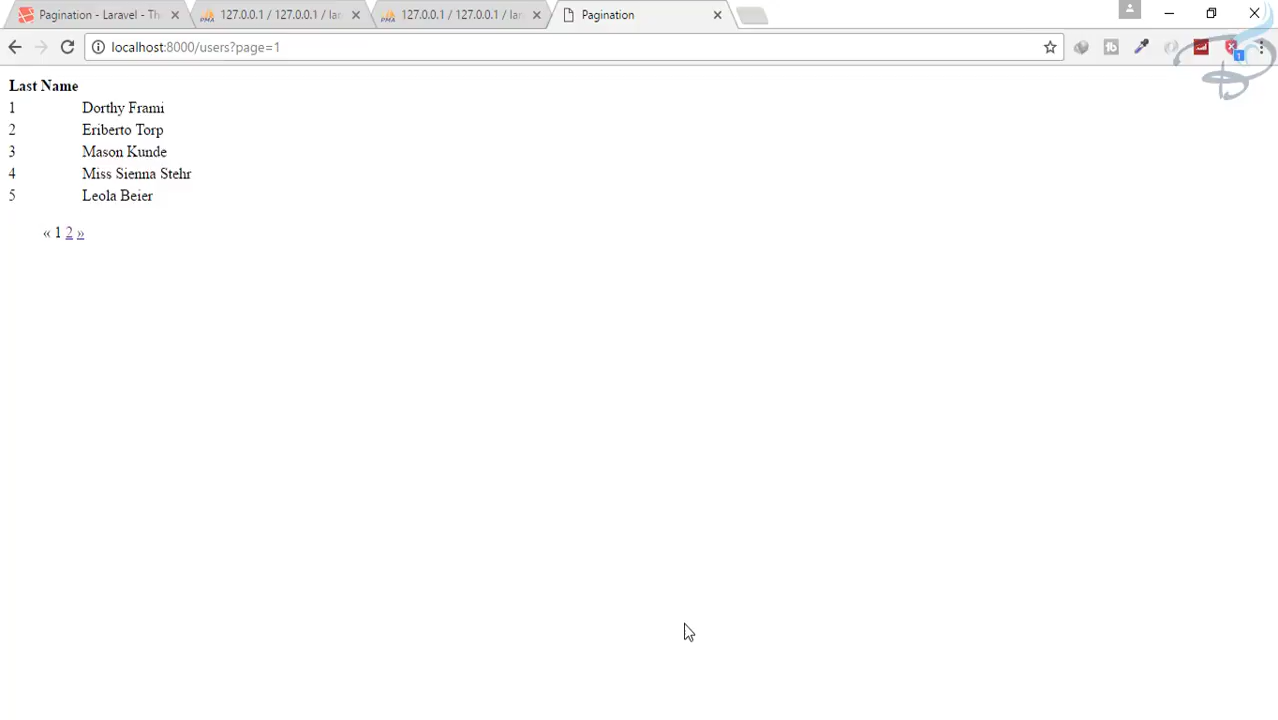 Pagination - Laravel - Th
127.0.0.1 / 127.0.0.1 / lar
127.0.0.1 / 127.0.0.1 / lar
Pagination
localhost:8000/users?page=1
Last Name
1 Dorthy Frami
2 Eriberto Torp
3 Mason Kunde
4 Miss Sienna Stehr
5 Leola Beier
« 1 2 »